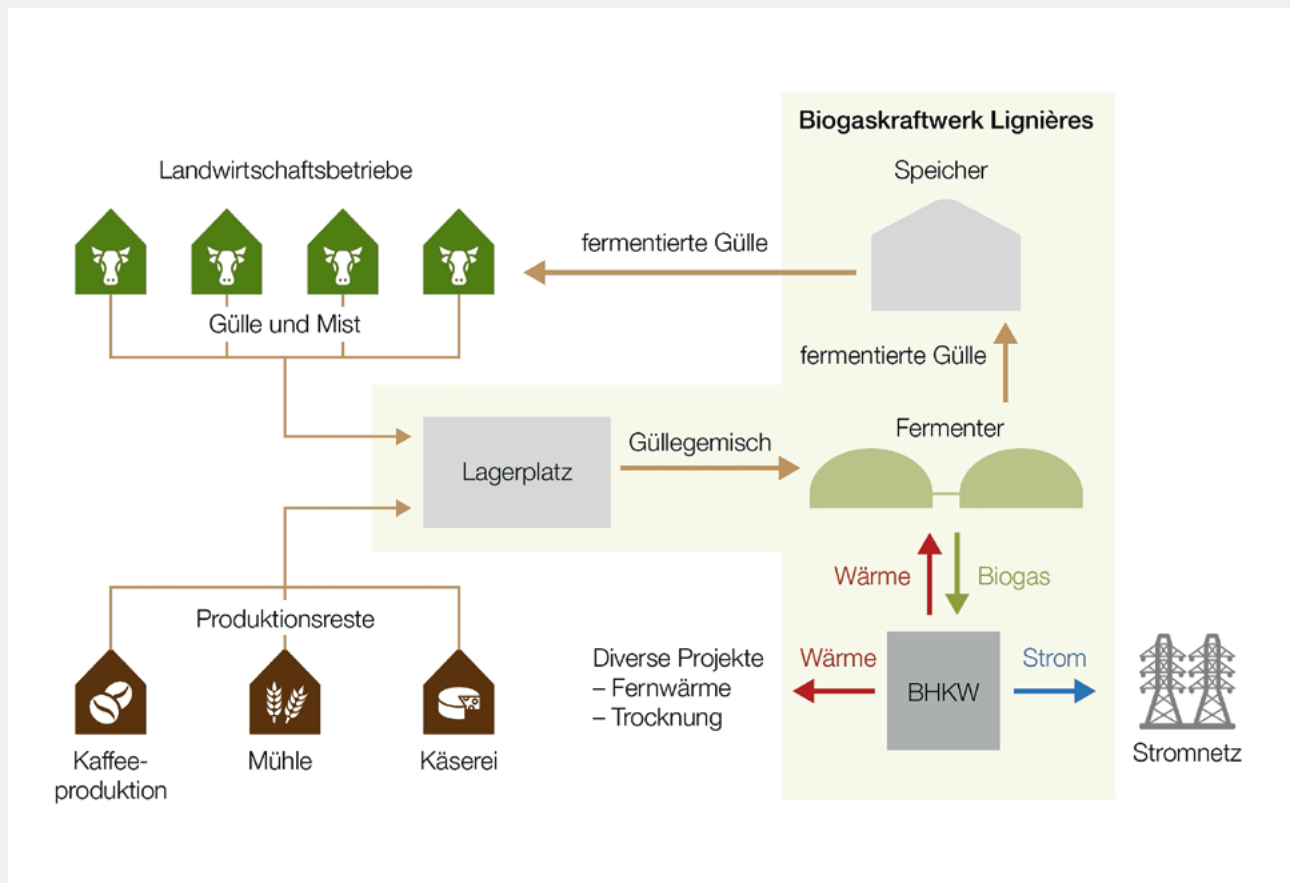 Biogaskraftwerk Lignières
Landwirtschaftsbetriebe
Speicher
fermentierte Gülle
Gülle und Mist
fermentierte Gülle
Fermenter
Güllegemisch
Lagerplatz
Wärme
Biogas
Produktionsreste
Diverse Projekte
– Fernwärme
– Trocknung
Wärme
BHKW
Strom
Stromnetz
Kaffee-
produktion
Mühle
Käserei